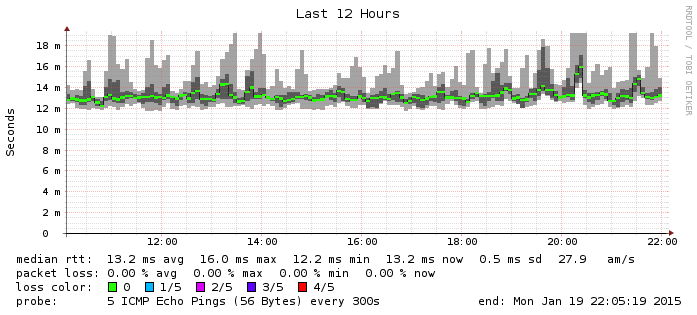 Last 12 Hours
RRDTOOL / TOBI OETIKER
Seconds
18 m
16 m
14 m
12 m
10 m
8 m
6 m
4 m
2 m
0
12:00 14:00 16:00 18:00 20:00 22:00
median rtt: 13.2 ms avg 16.0 ms max 12.2 ms min 13.2 ms now 0.5 ms sd 27.9 am/s
packet loss: 0.00 % avg 0.00 % max 0.00 % min 0.00 % now
loss color: 0 1/5 2/5 3/5 4/5
probe: 5 ICMP Echo Pings (56 Bytes) every 300s end: Mon Jan 19 22:05:19 2015